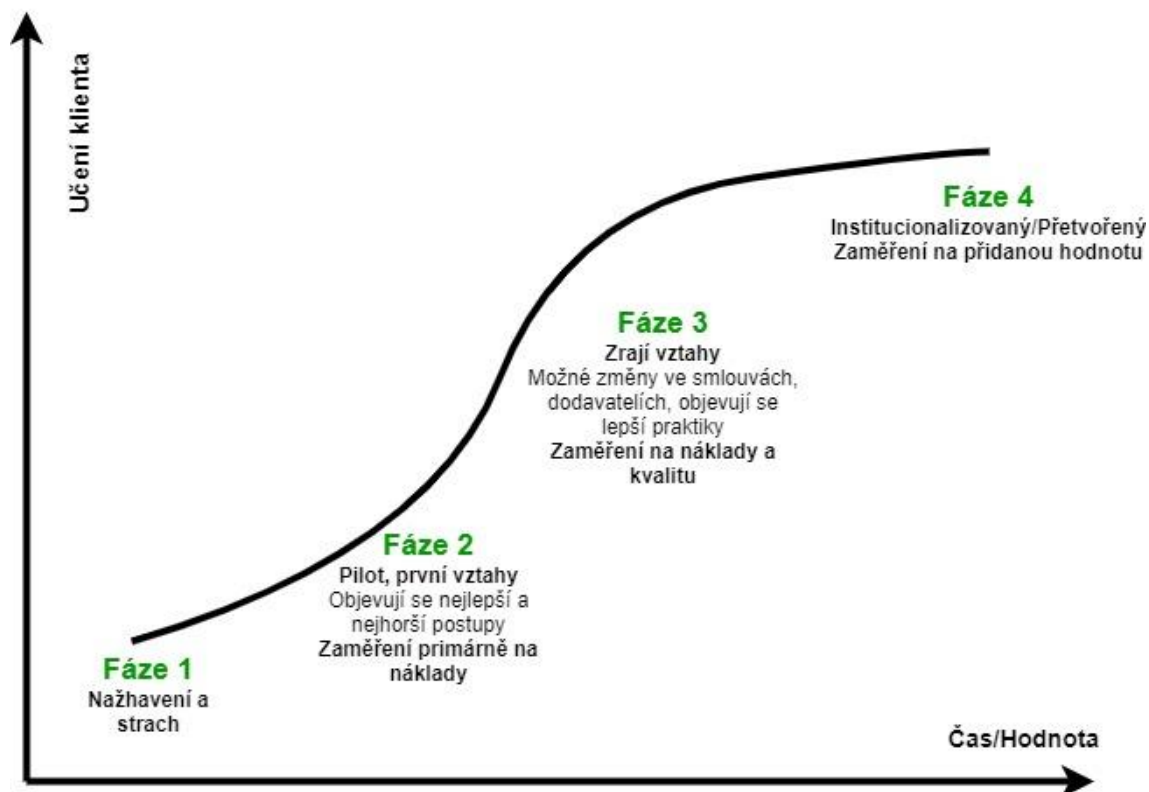 Učení klienta
Fáze 4
Institucionalizovaný/Přetvořený
Zaměření na přidanou hodnotu
Fáze 3
Zrají vztahy
Možné změny ve smlouvách,
dodavatelích, objevují se
lepší praktiky
Zaměření na náklady a
kvalitu
Fáze 2
Pilot, první vztahy
Objevují se nejlepší a
nejhorší postupy
Zaměření primárně na
náklady
Fáze 1
Nažhavení a
strach
Čas/Hodnota